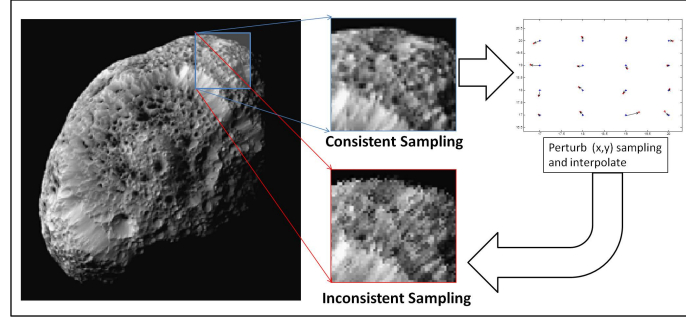 Consistent Sampling
Perturb (x,y) sampling
and interpolate
Inconsistent Sampling